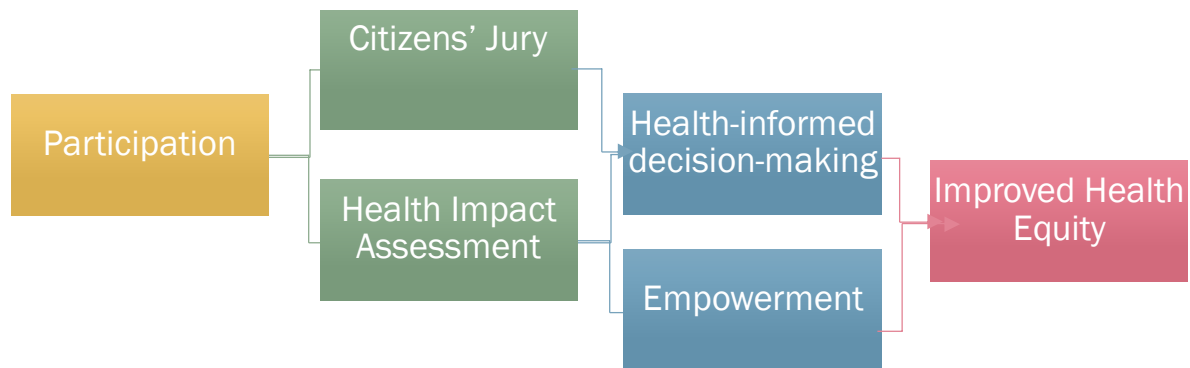 Participation
Citizens’ Jury
Health Impact
Assessment
Health-informed
decision-making
Empowerment
Improved Health
Equity